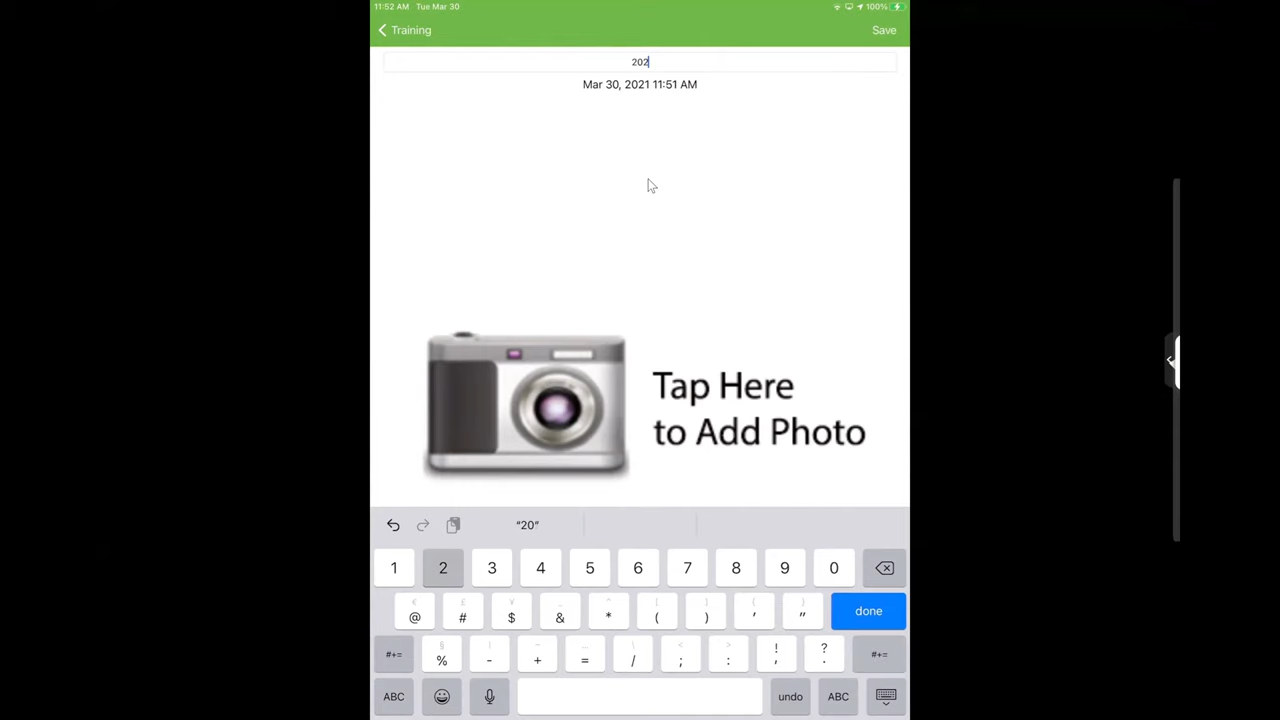 11:52 AM Tue Mar 30 100%
Training Save
202
Mar 30, 2021 11:51 AM
Tap Here
to Add Photo
"20"
1 2 3 4 5 6 7 8 9 0
@ # $ & * ( ) ' " done
#+= % - + = / ; : ! , ? . #+=
ABC undo ABC